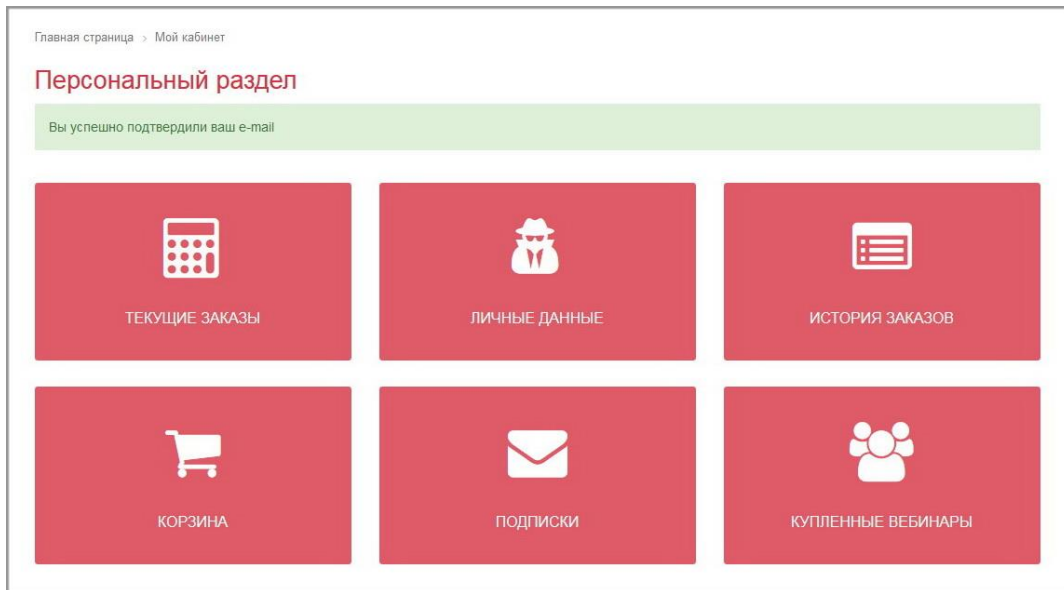 Главная страница > Мой кабинет
Персональный раздел
Вы успешно подтвердили ваш e-mail
ТЕКУЩИЕ ЗАКАЗЫ
ЛИЧНЫЕ ДАННЫЕ
ИСТОРИЯ ЗАКАЗОВ
КОРЗИНА
ПОДПИСКИ
КУПЛЕННЫЕ ВЕБИНАРЫ